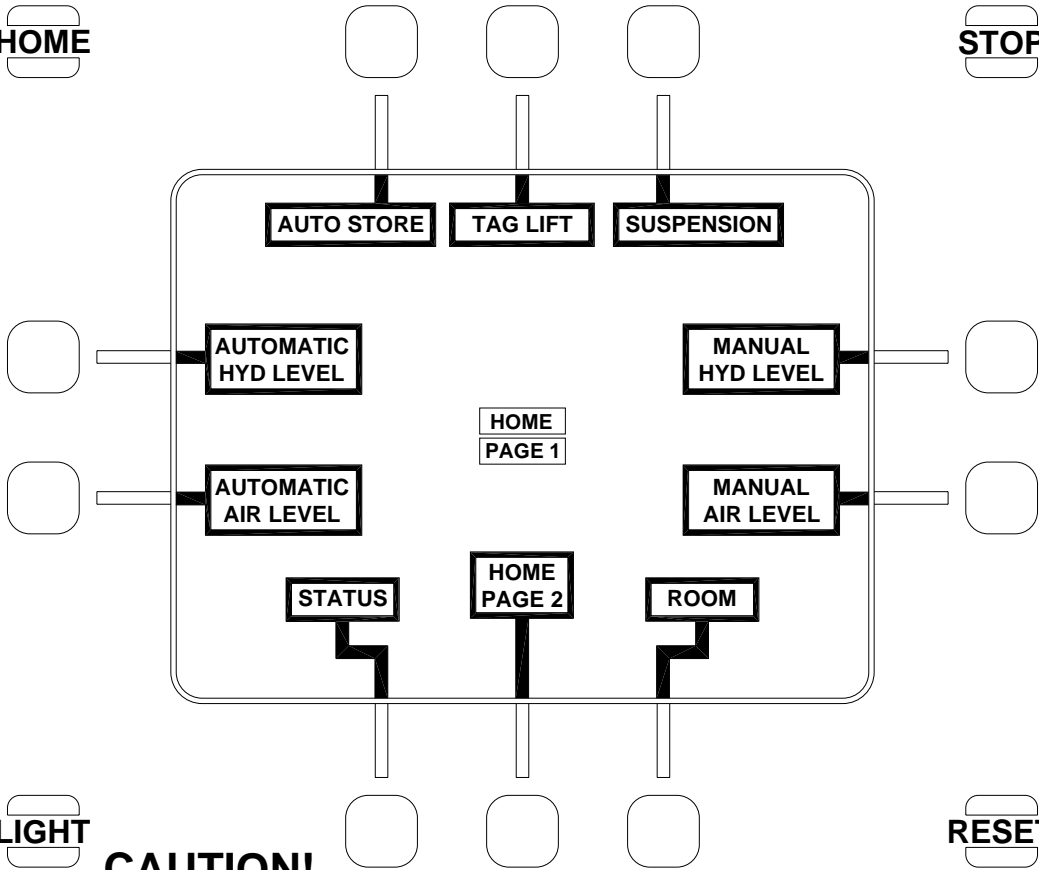 HOME
STOP
AUTO STORE
TAG LIFT
SUSPENSION
AUTOMATIC
HYD LEVEL
MANUAL
HYD LEVEL
HOME
PAGE 1
AUTOMATIC
AIR LEVEL
MANUAL
AIR LEVEL
STATUS
HOME
PAGE 2
ROOM
LIGHT
RESET
CAUTION!